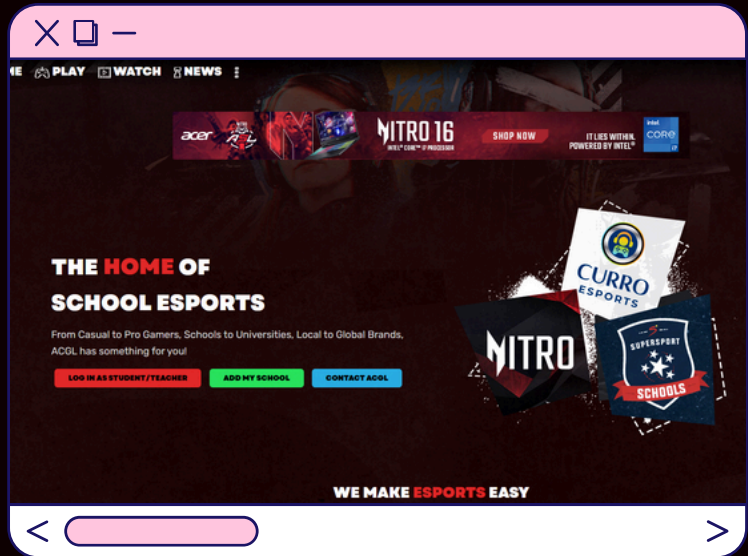 ME PLAY WATCH NEWS
acer NITRO 16 SHOP NOW IT LIES WITHIN. intel
INTEL® CORE™ i7 PROCESSOR POWERED BY INTEL® CORE i7
THE HOME OF
SCHOOL ESPORTS
From Casual to Pro Gamers, Schools to Universities, Local to Global Brands,
ACGL has something for you!
LOG IN AS STUDENT/TEACHER ADD MY SCHOOL CONTACT ACGL
CURRO
ESPORTS
NITRO
SUPERSPORT
SCHOOLS
WE MAKE ESPORTS EASY